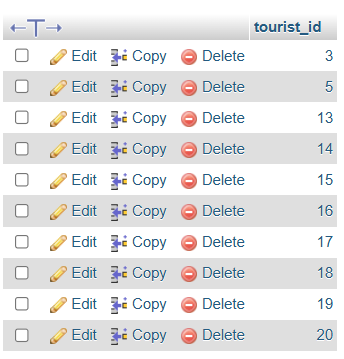 tourist_id
Edit Copy Delete 3
Edit Copy Delete 5
Edit Copy Delete 13
Edit Copy Delete 14
Edit Copy Delete 15
Edit Copy Delete 16
Edit Copy Delete 17
Edit Copy Delete 18
Edit Copy Delete 19
Edit Copy Delete 20